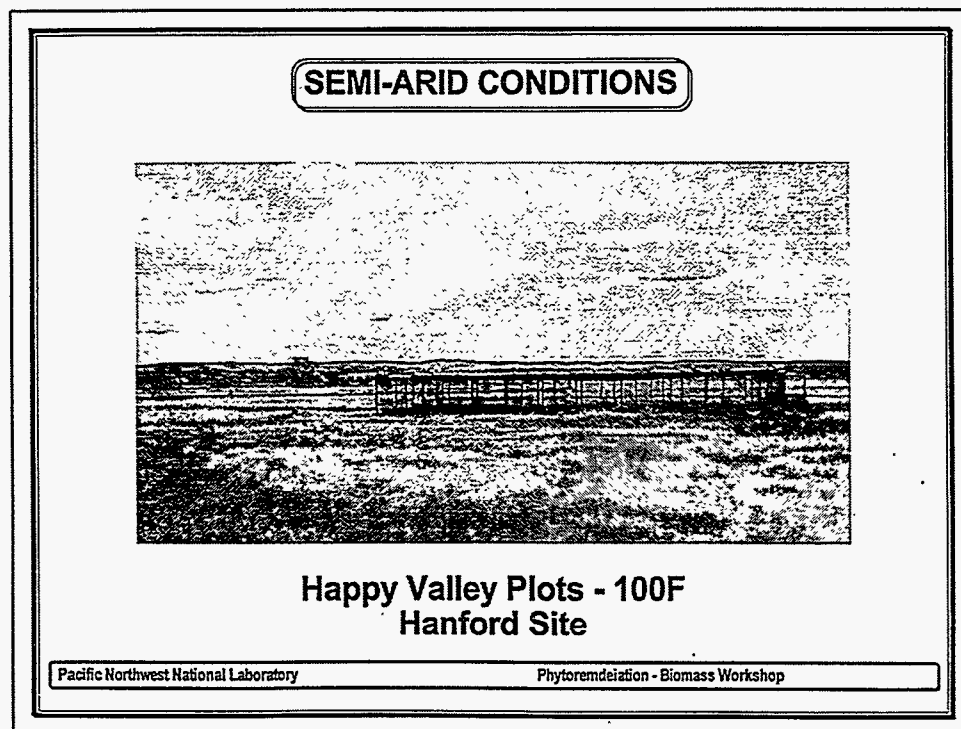 SEMI-ARID CONDITIONS
Happy Valley Plots - 100F
Hanford Site
Pacific Northwest National Laboratory Phytoremdeiation - Biomass Workshop